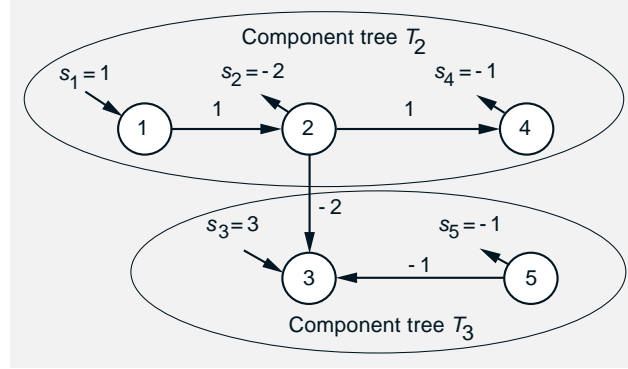 Component tree T2
s1 = 1
s2 = - 2
s4 = - 1
1
1
1
2
4
- 2
s3 = 3
s5 = - 1
- 1
3
5
Component tree T3